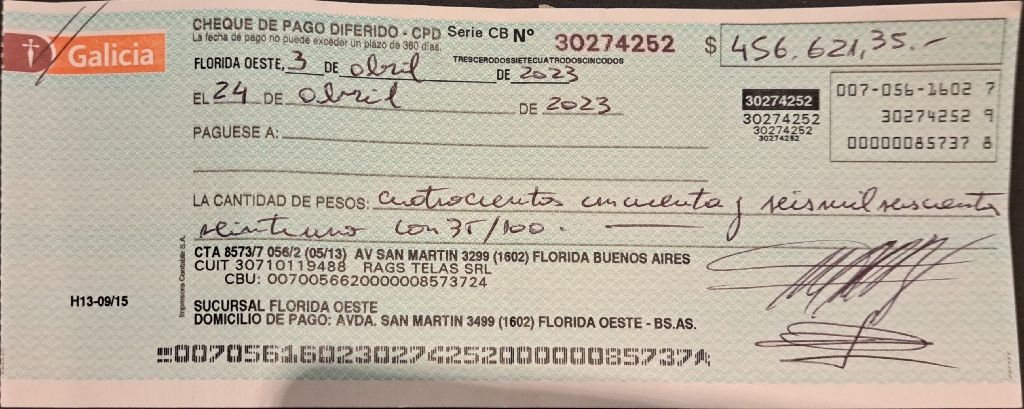 Galicia
CHEQUE DE PAGO DIFERIDO - CPD Serie CB Nº 30274252 $ 456.621,35.-
La fecha de pago no puede exceder un plazo de 360 días.
TRESCERODOSSIETECUATRODOSCINCODOS
FLORIDA OESTE, 3 DE abril DE 2023
EL 24 DE abril DE 2023
30274252
30274252
30274252
30274252
007-056-1602 7
30274252 9
00000085737 8
PAGUESE A:
LA CANTIDAD DE PESOS: cuatrocientos cincuenta y seis mil seiscientos
veintiuno con 35/100.-
CTA 8573/7 056/2 (05/13) AV SAN MARTIN 3299 (1602) FLORIDA BUENOS AIRES
CUIT 30710119488 RAGS TELAS SRL
CBU: 0070056620000008573724
H13-09/15
SUCURSAL FLORIDA OESTE
DOMICILIO DE PAGO: AVDA. SAN MARTIN 3499 (1602) FLORIDA OESTE - BS.AS.
00705616023027425200000085737